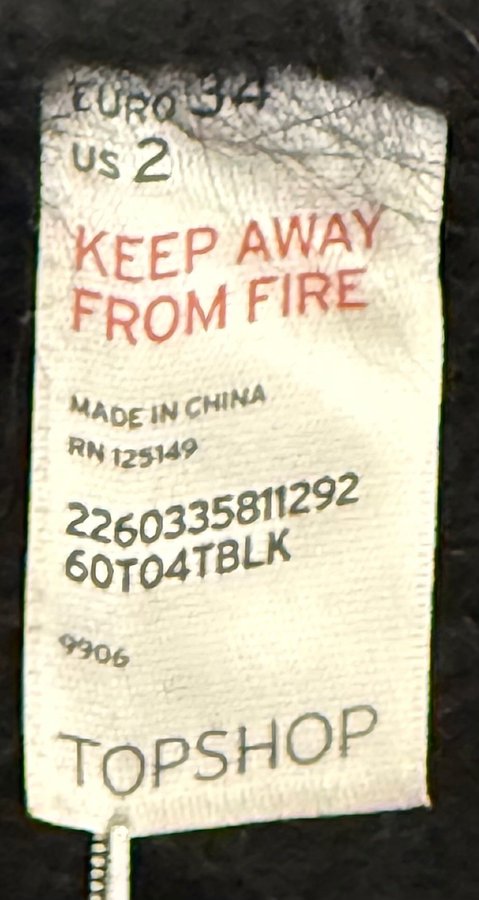 EURO 34
US 2
KEEP AWAY
FROM FIRE
MADE IN CHINA
RN 125149
2260335811292
60T04TBLK
9906
TOPSHOP